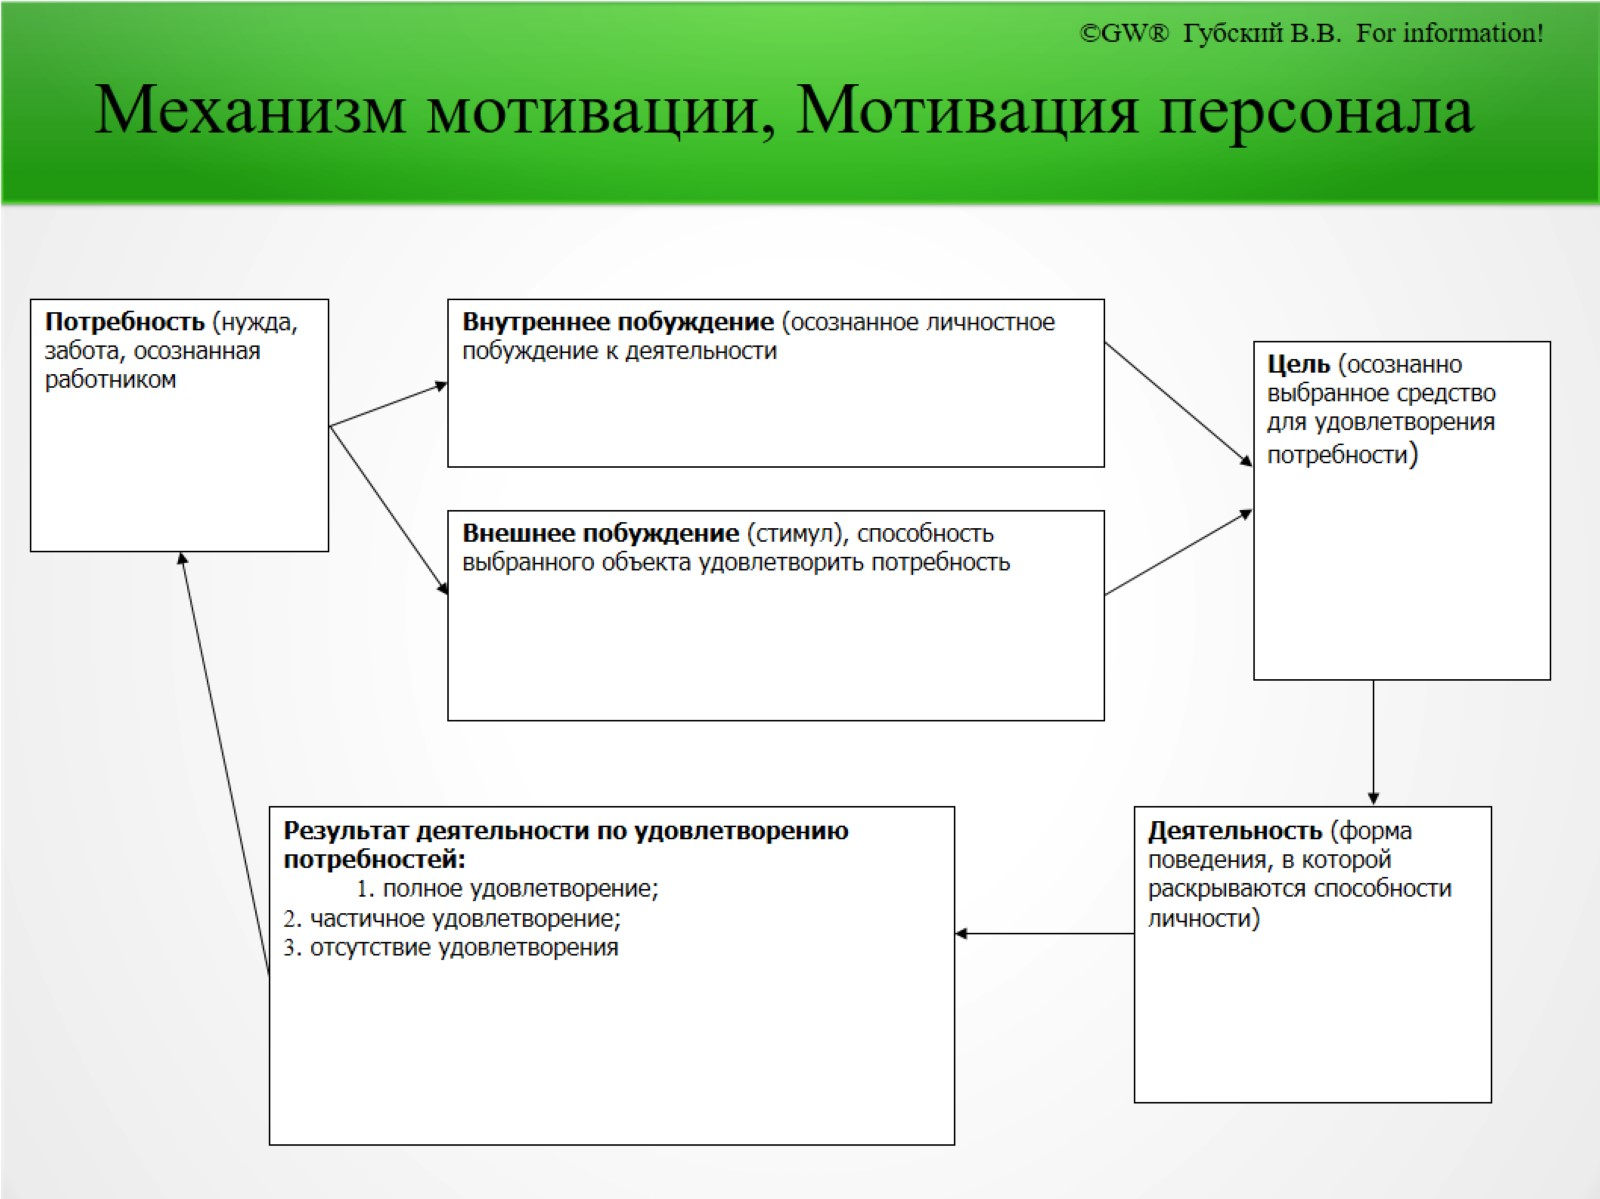 ©GW® Губский В.В. For information!
Механизм мотивации, Мотивация персонала
Потребность (нужда,
забота, осознанная
работником
Внутреннее побуждение (осознанное личностное
побуждение к деятельности
Внешнее побуждение (стимул), способность
выбранного объекта удовлетворить потребность
Цель (осознанно
выбранное средство
для удовлетворения
потребности)
Результат деятельности по удовлетворению
потребностей:
1. полное удовлетворение;
2. частичное удовлетворение;
3. отсутствие удовлетворения
Деятельность (форма
поведения, в которой
раскрываются способности
личности)